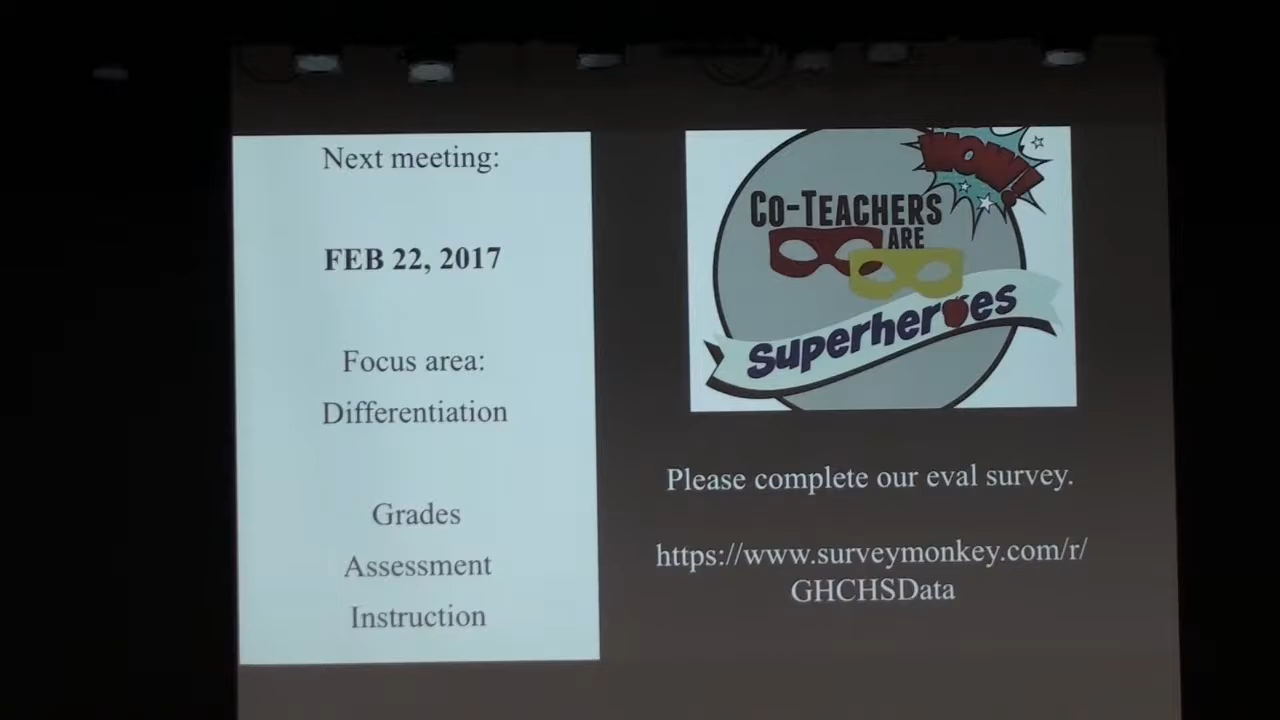 Next meeting:
FEB 22, 2017
Focus area:
Differentiation
Grades
Assessment
Instruction
WOW!!
CO-TEACHERS
ARE
Superheroes
Please complete our eval survey.
https://www.surveymonkey.com/r/
GHCHSData